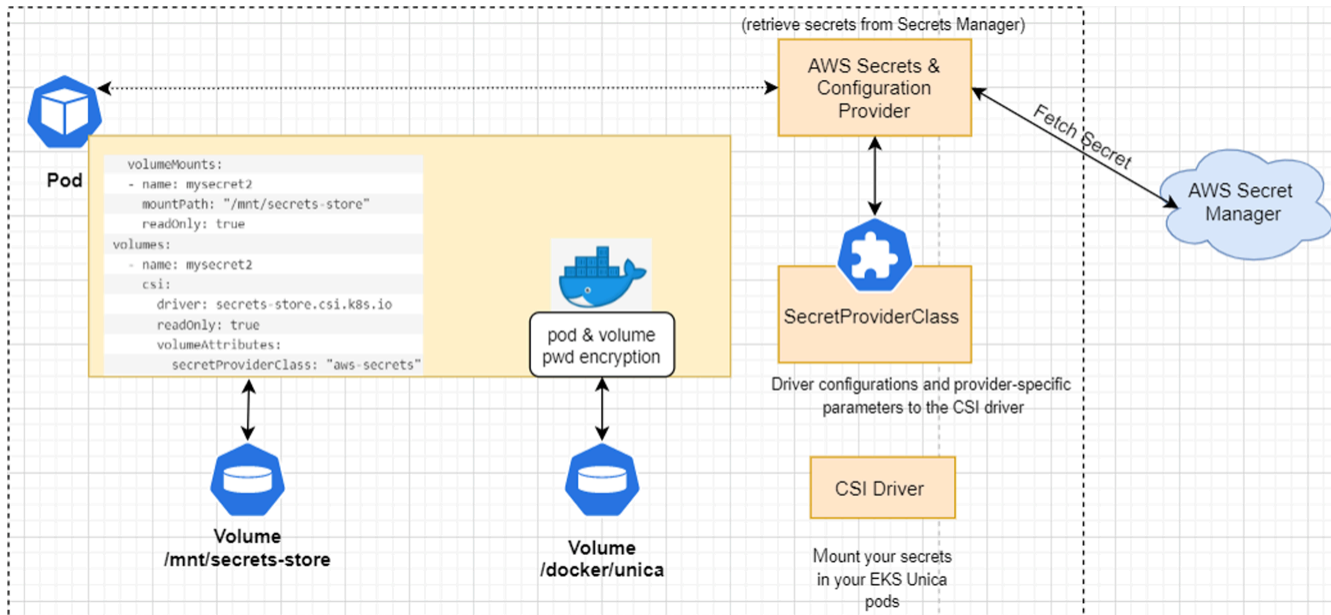 (retrieve secrets from Secrets Manager)
AWS Secrets &
Configuration
Provider
Fetch Secret
AWS Secret
Manager
Pod
volumeMounts:
- name: mysecret2
mountPath: "/mnt/secrets-store"
readOnly: true
volumes:
- name: mysecret2
csi:
driver: secrets-store.csi.k8s.io
readOnly: true
volumeAttributes:
secretProviderClass: "aws-secrets"
pod & volume
pwd encryption
SecretProviderClass
Driver configurations and provider-specific
parameters to the CSI driver
CSI Driver
Mount your secrets
in your EKS Unica
pods
Volume
/mnt/secrets-store
Volume
/docker/unica